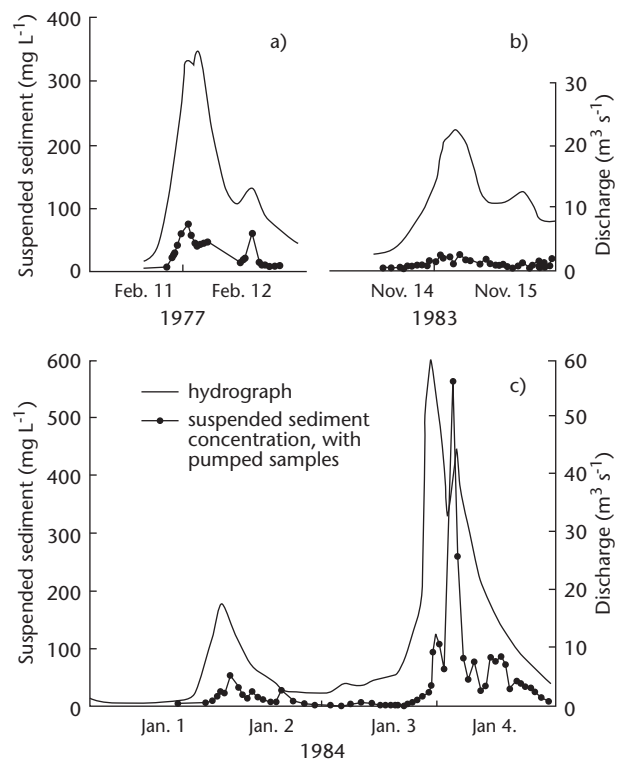 400
300
200
100
0
Suspended sediment (mg L⁻¹)
a)
Feb. 11
Feb. 12
1977
b)
30
20
10
0
Discharge (m³ s⁻¹)
Nov. 14
Nov. 15
1983
600
500
400
300
200
100
0
Suspended sediment (mg L⁻¹)
hydrograph
suspended sediment
concentration, with
pumped samples
c)
60
50
40
30
20
10
0
Discharge (m³ s⁻¹)
Jan. 1
Jan. 2
Jan. 3
Jan 4.
1984